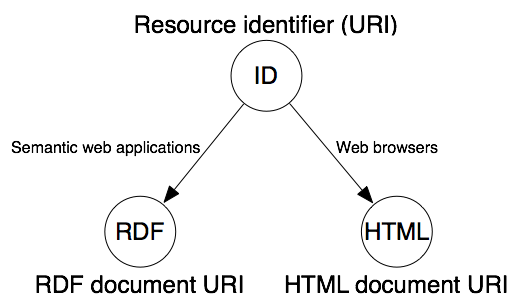 Resource identifier (URI)
ID
Semantic web applications
Web browsers
RDF
HTML
RDF document URI
HTML document URI